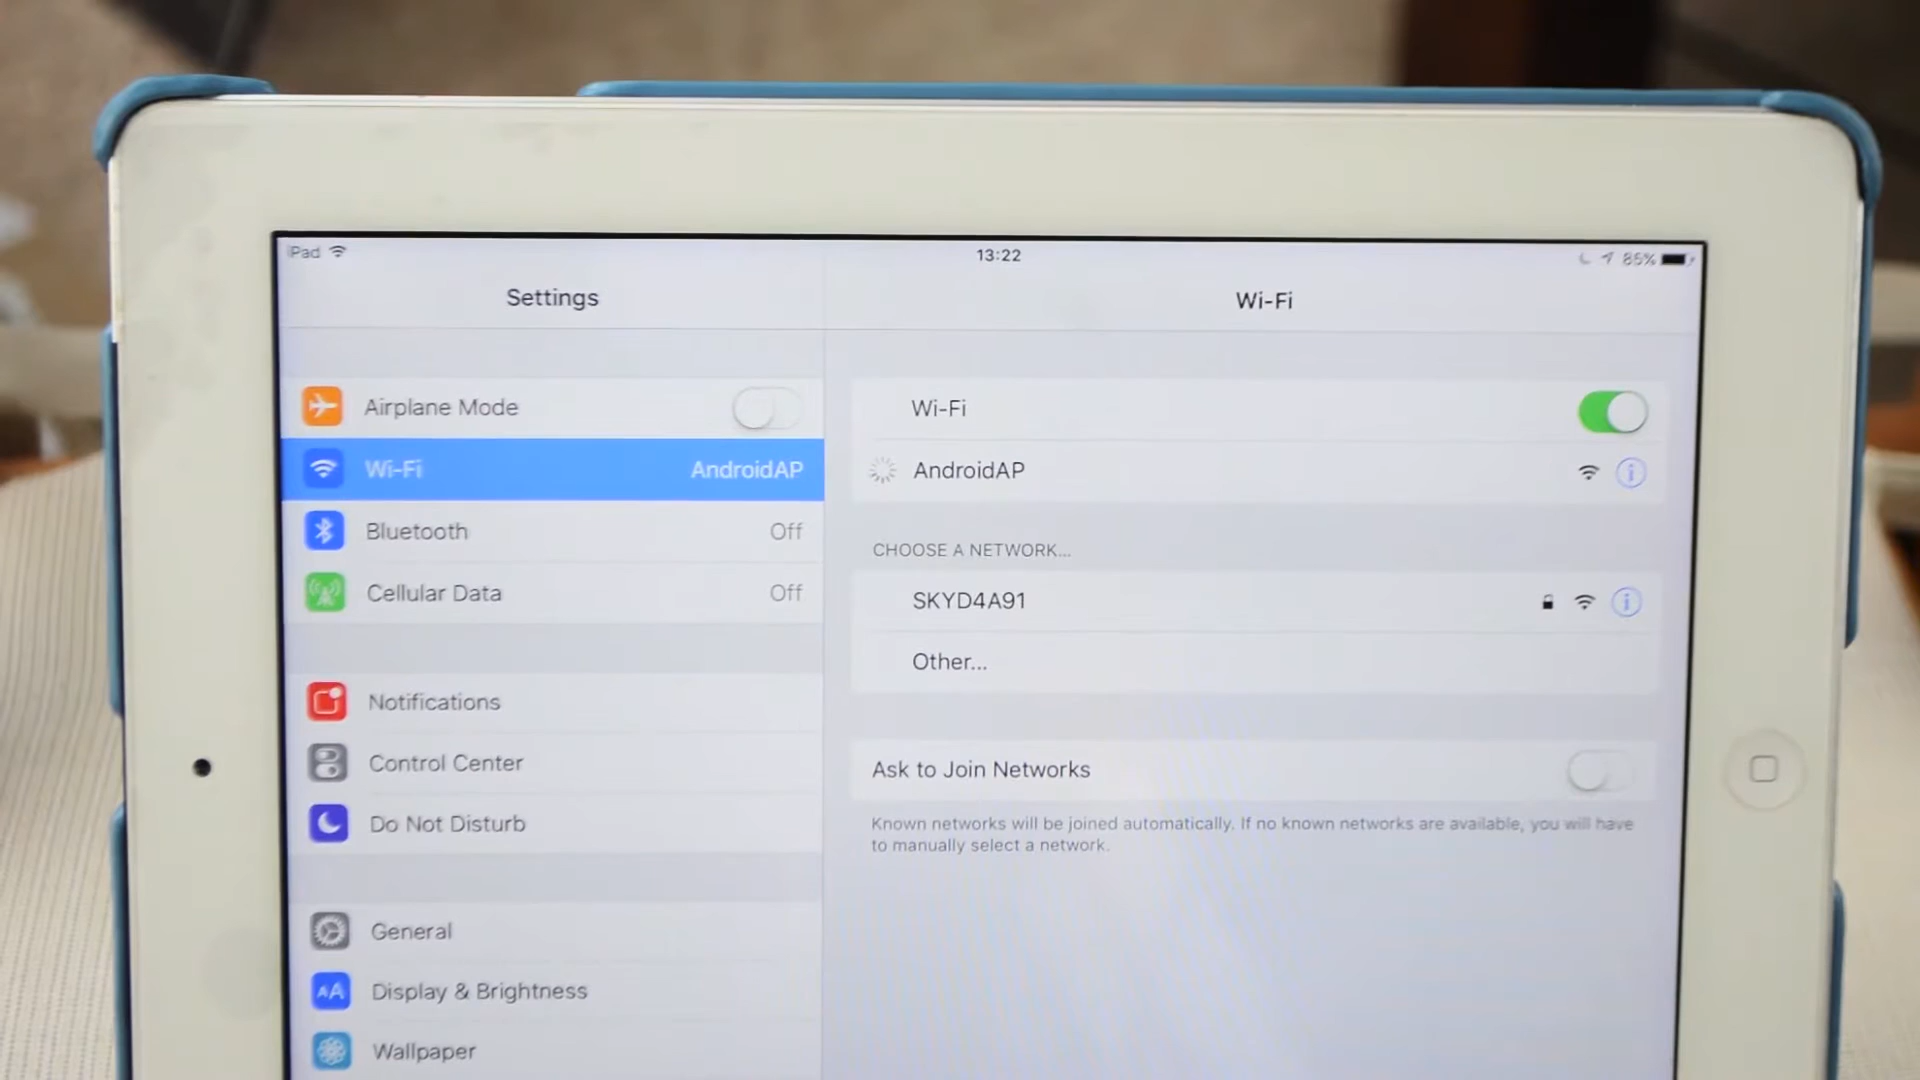 iPad
13:22
85%
Settings
Wi-Fi
Airplane Mode
Wi-Fi AndroidAP
Bluetooth Off
Cellular Data Off
Notifications
Control Center
Do Not Disturb
General
AA Display & Brightness
Wallpaper
Wi-Fi
AndroidAP
CHOOSE A NETWORK...
SKYD4A91
Other...
Ask to Join Networks
Known networks will be joined automatically. If no known networks are available, you will have
to manually select a network.